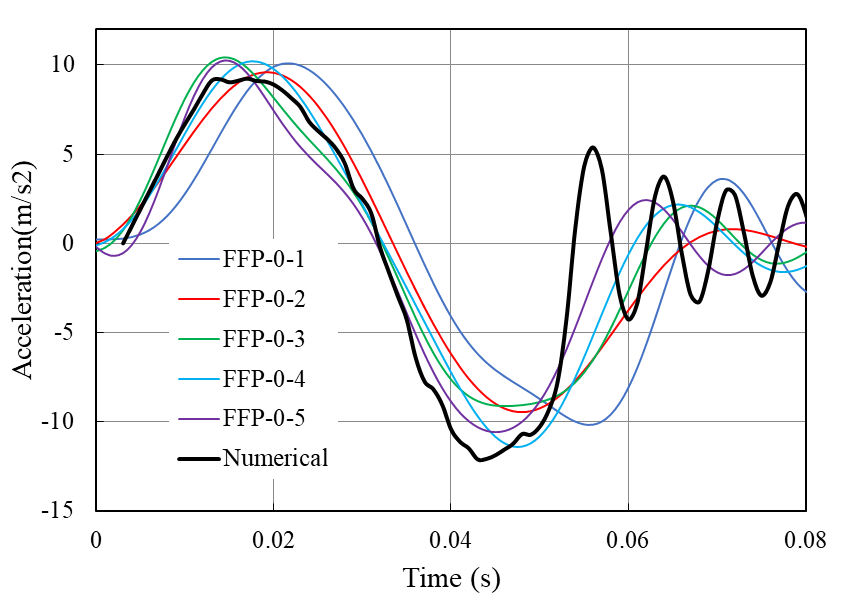 10
5
0
-5
-10
-15
Acceleration(m/s2)
FFP-0-1
FFP-0-2
FFP-0-3
FFP-0-4
FFP-0-5
Numerical
0 0.02 0.04 0.06 0.08
Time (s)